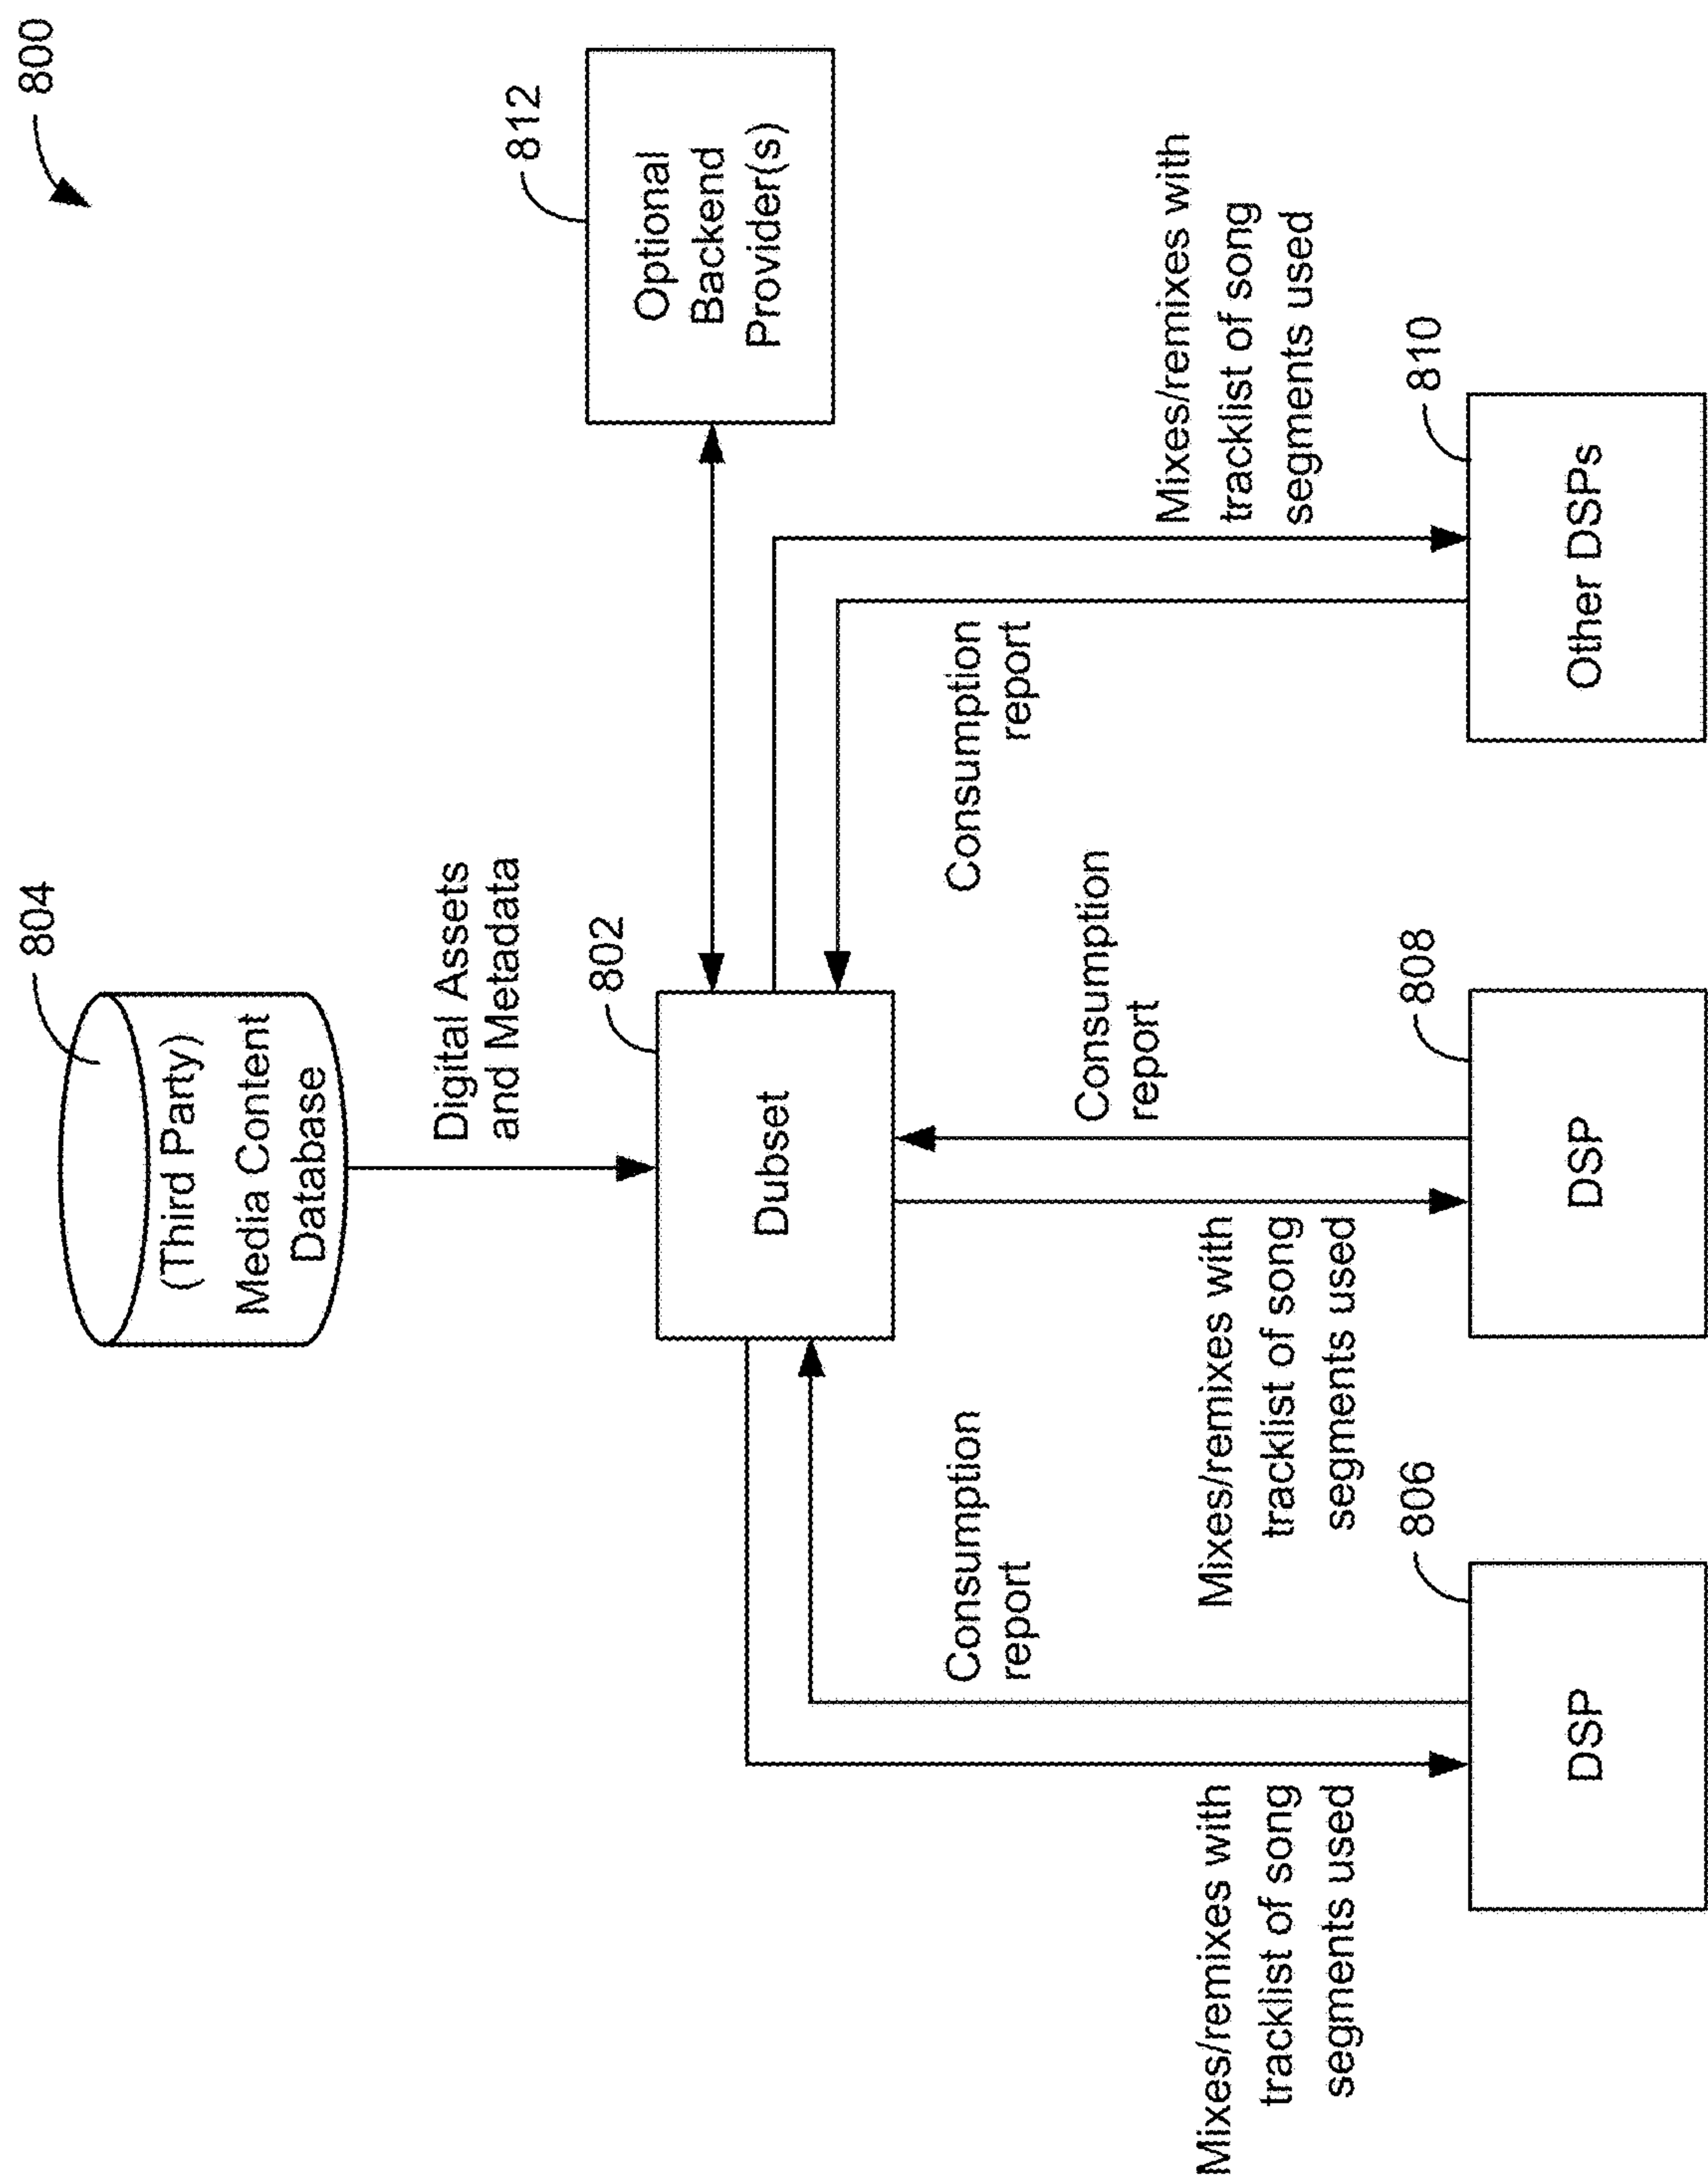 800
804
(Third Party)
Media Content
Database
Digital Assets
and Metadata
802
Dubset
812
Optional
Backend
Provider(s)
Consumption
report
Mixes/remixes with
tracklist of song
segments used
806
DSP
Consumption
report
Mixes/remixes with
tracklist of song
segments used
808
DSP
Consumption
report
Mixes/remixes with
tracklist of song
segments used
810
Other DSPs